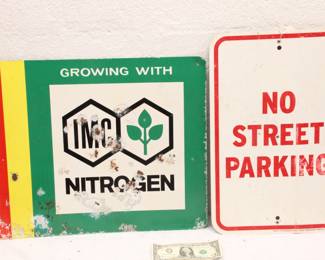 GROWING WITH
IMC
NITROGEN
NO
STREET
PARKING